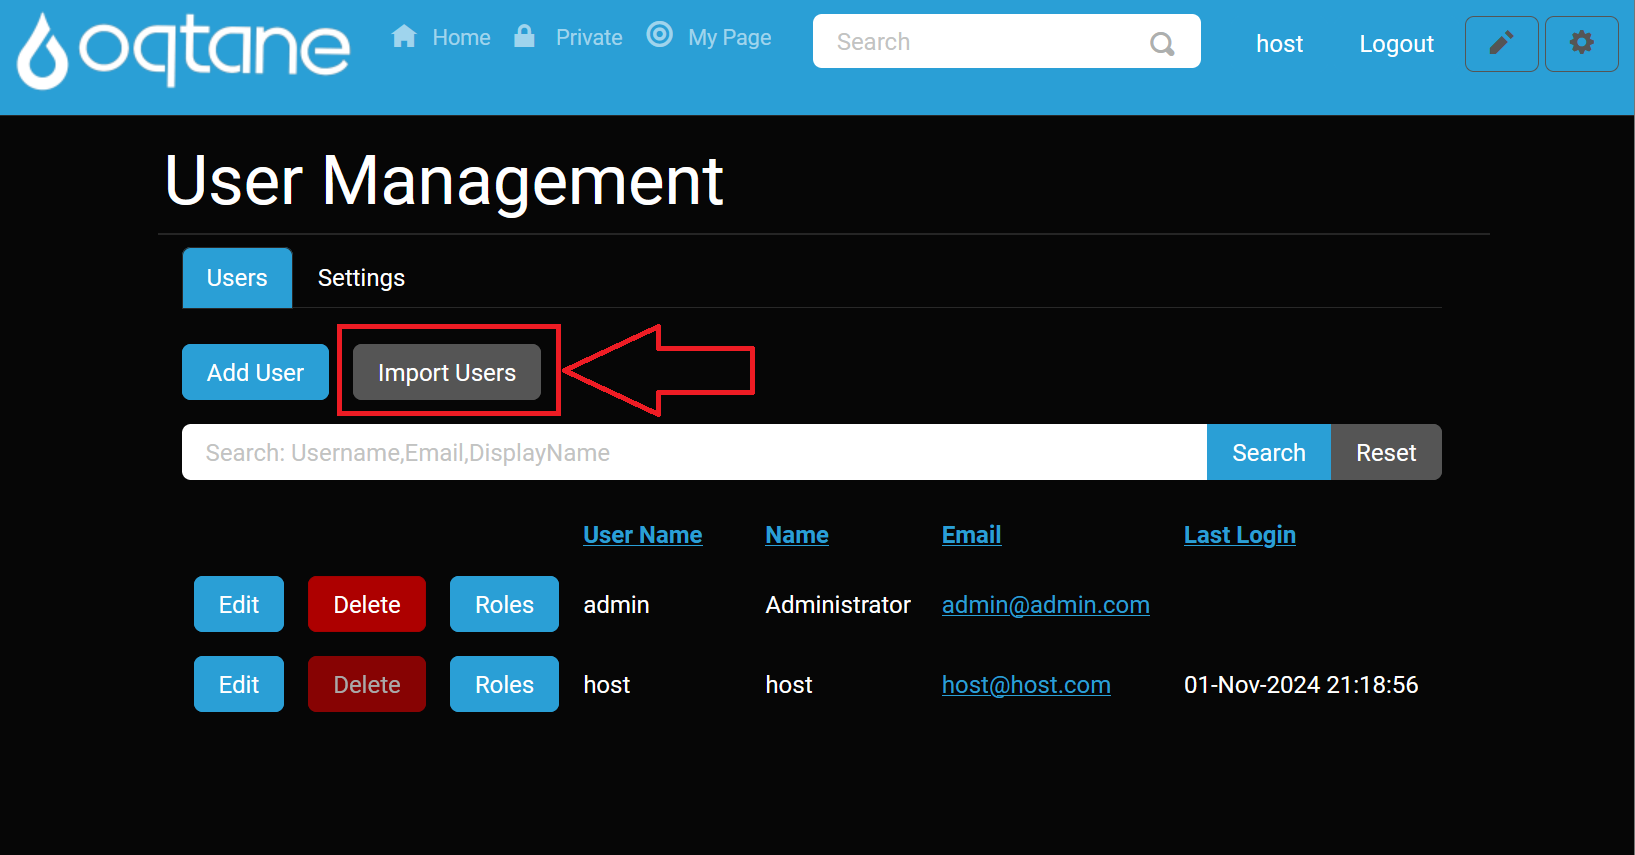 oqtane Home Private My Page Search host Logout
User Management
Users Settings
Add User Import Users
Search: Username,Email,DisplayName Search Reset
User Name Name Email Last Login
Edit Delete Roles admin Administrator admin@admin.com
Edit Delete Roles host host host@host.com 01-Nov-2024 21:18:56